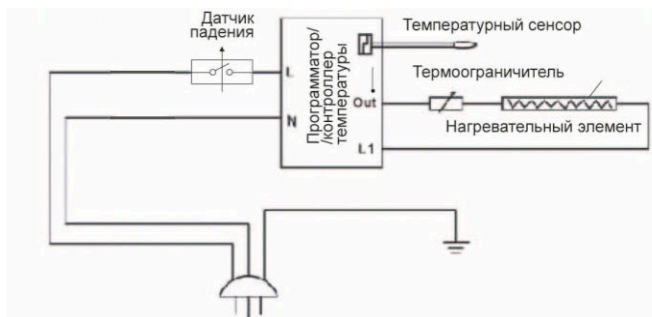 Датчик
падения
Температурный сенсор
L
Программатор/
/контроллер
температуры
Термоограничитель
Out
N
Нагревательный элемент
L1